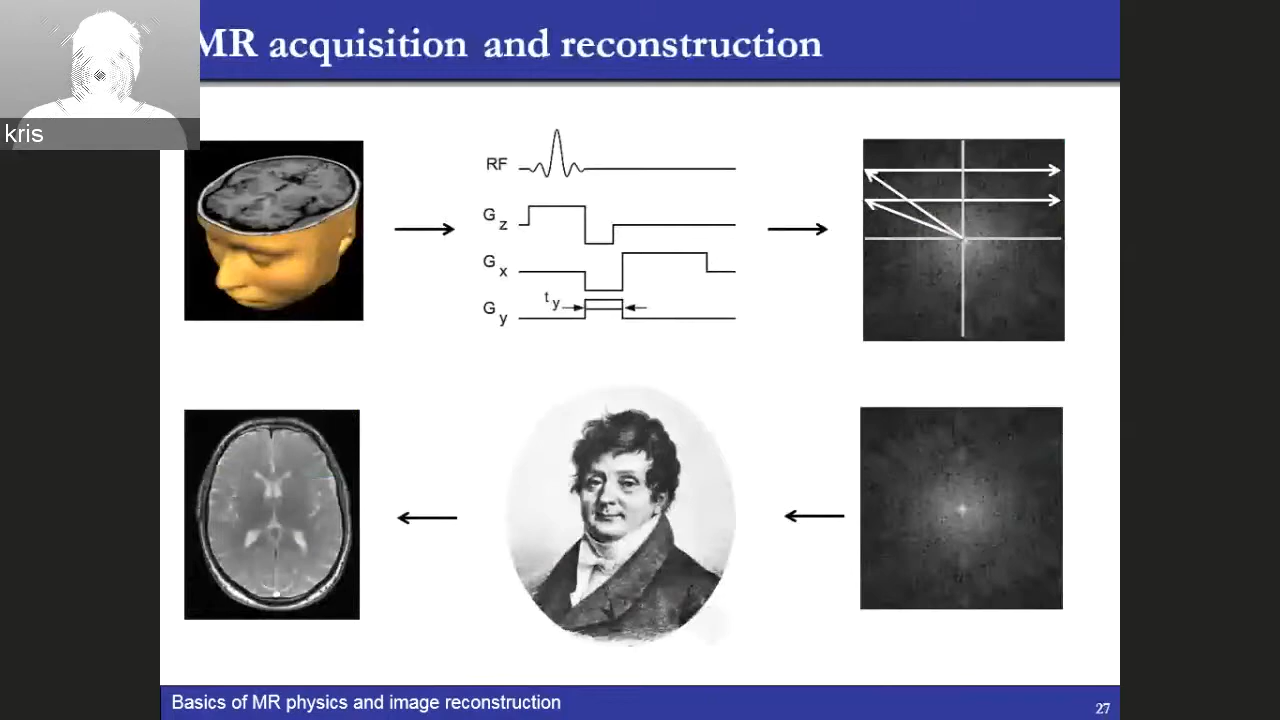 MR acquisition and reconstruction
kris
RF
G z
G x
t y
G y
Basics of MR physics and image reconstruction
27